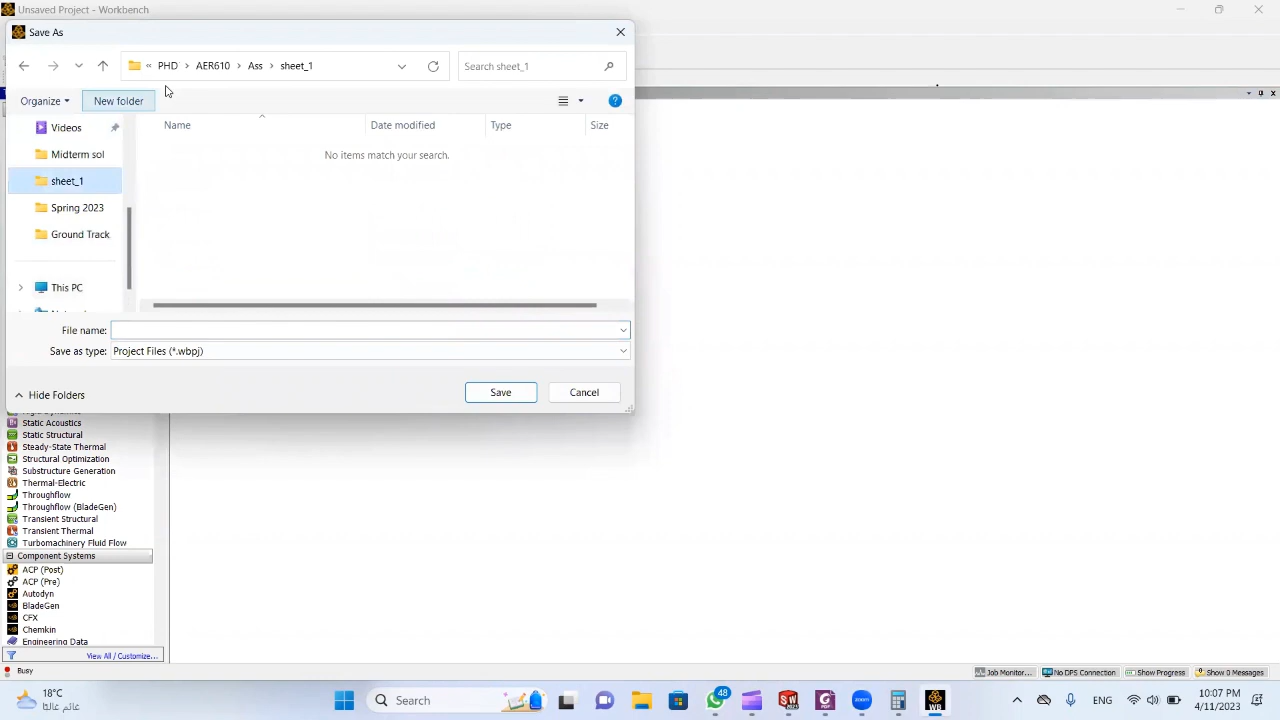 Unsaved Project - Workbench
Save As
« PHD › AER610 › Ass › sheet_1
Search sheet_1
Organize
New folder
Name
Date modified
Type
Size
No items match your search.
Videos
Midterm sol
sheet_1
Spring 2023
Ground Track
This PC
File name:
Save as type:
Project Files (*.wbpj)
Hide Folders
Save
Cancel
Static Acoustics
Static Structural
Steady-State Thermal
Structural Optimization
Substructure Generation
Thermal-Electric
Throughflow
Throughflow (BladeGen)
Transient Structural
Transient Thermal
Turbomachinery Fluid Flow
Component Systems
ACP (Post)
ACP (Pre)
Autodyn
BladeGen
CFX
Chemkin
Engineering Data
View All / Customize...
Busy
Job Monitor...
No DPS Connection
Show Progress
Show 0 Messages
18°C
غائم غالبًا
Search
48
WB
ENG
10:07 PM
4/11/2023